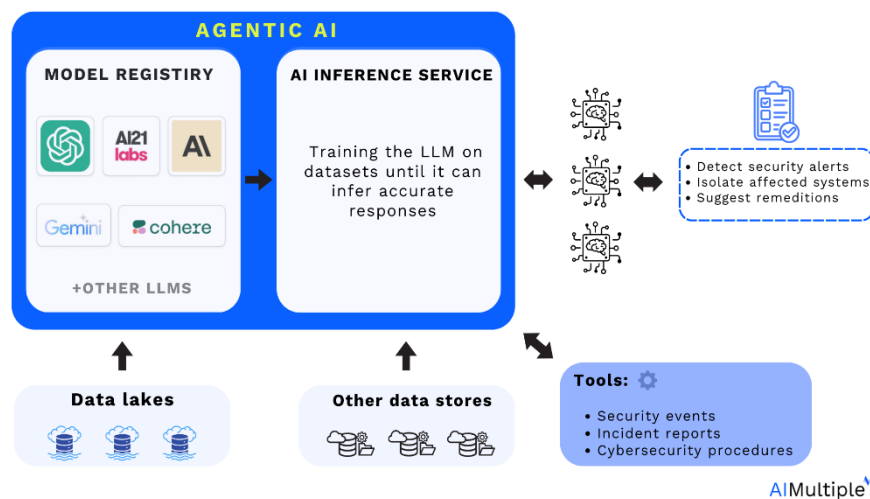 AGENTIC AI
MODEL REGISTIRY
AI21
labs
A\
Gemini
cohere
+OTHER LLMS
AI INFERENCE SERVICE
Training the LLM on
datasets until it can
infer accurate
responses
• Detect security alerts
• Isolate affected systems
• Suggest remeditions
Data lakes
Other data stores
Tools:
• Security events
• Incident reports
• Cybersecurity procedures
AIMultiple